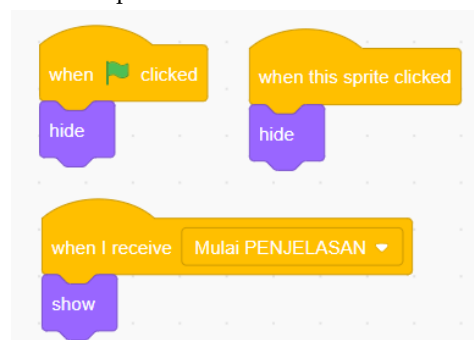 when clicked
hide
when this sprite clicked
hide
when I receive Mulai PENJELASAN
show